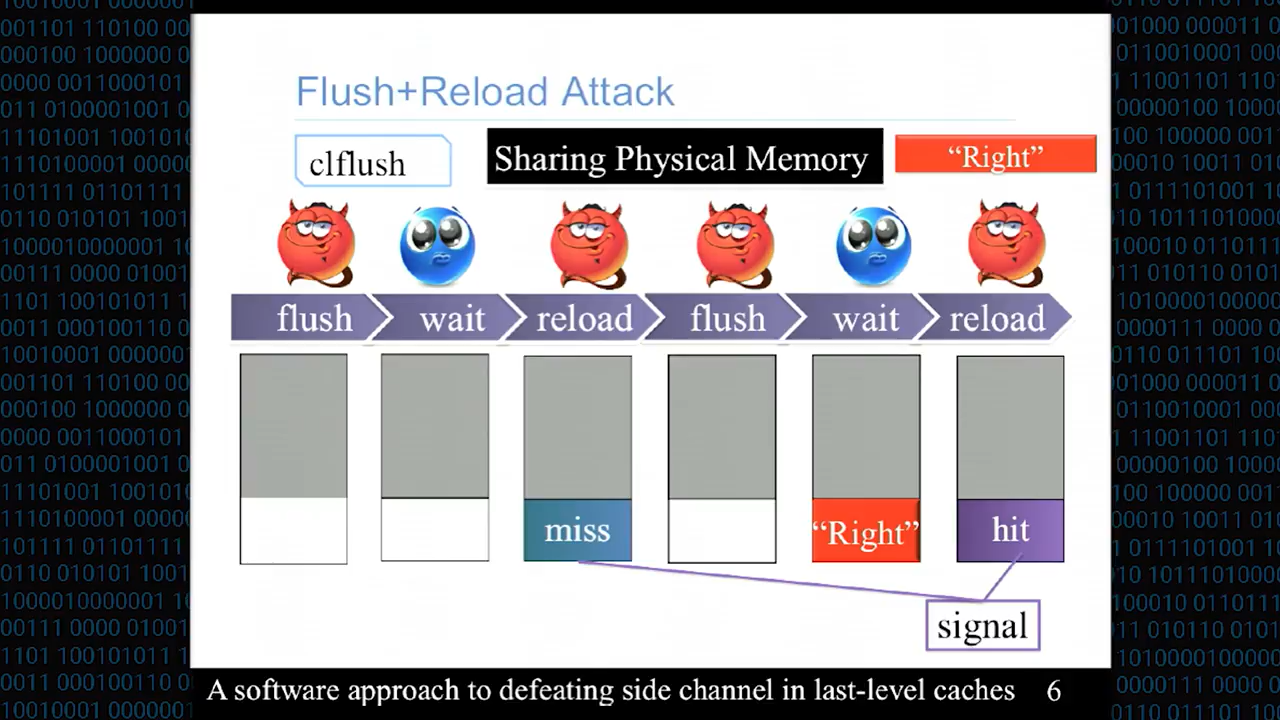 Flush+Reload Attack
clflush
Sharing Physical Memory
“Right”
flush
wait
reload
flush
wait
reload
miss
“Right”
hit
signal
A software approach to defeating side channel in last-level caches 6